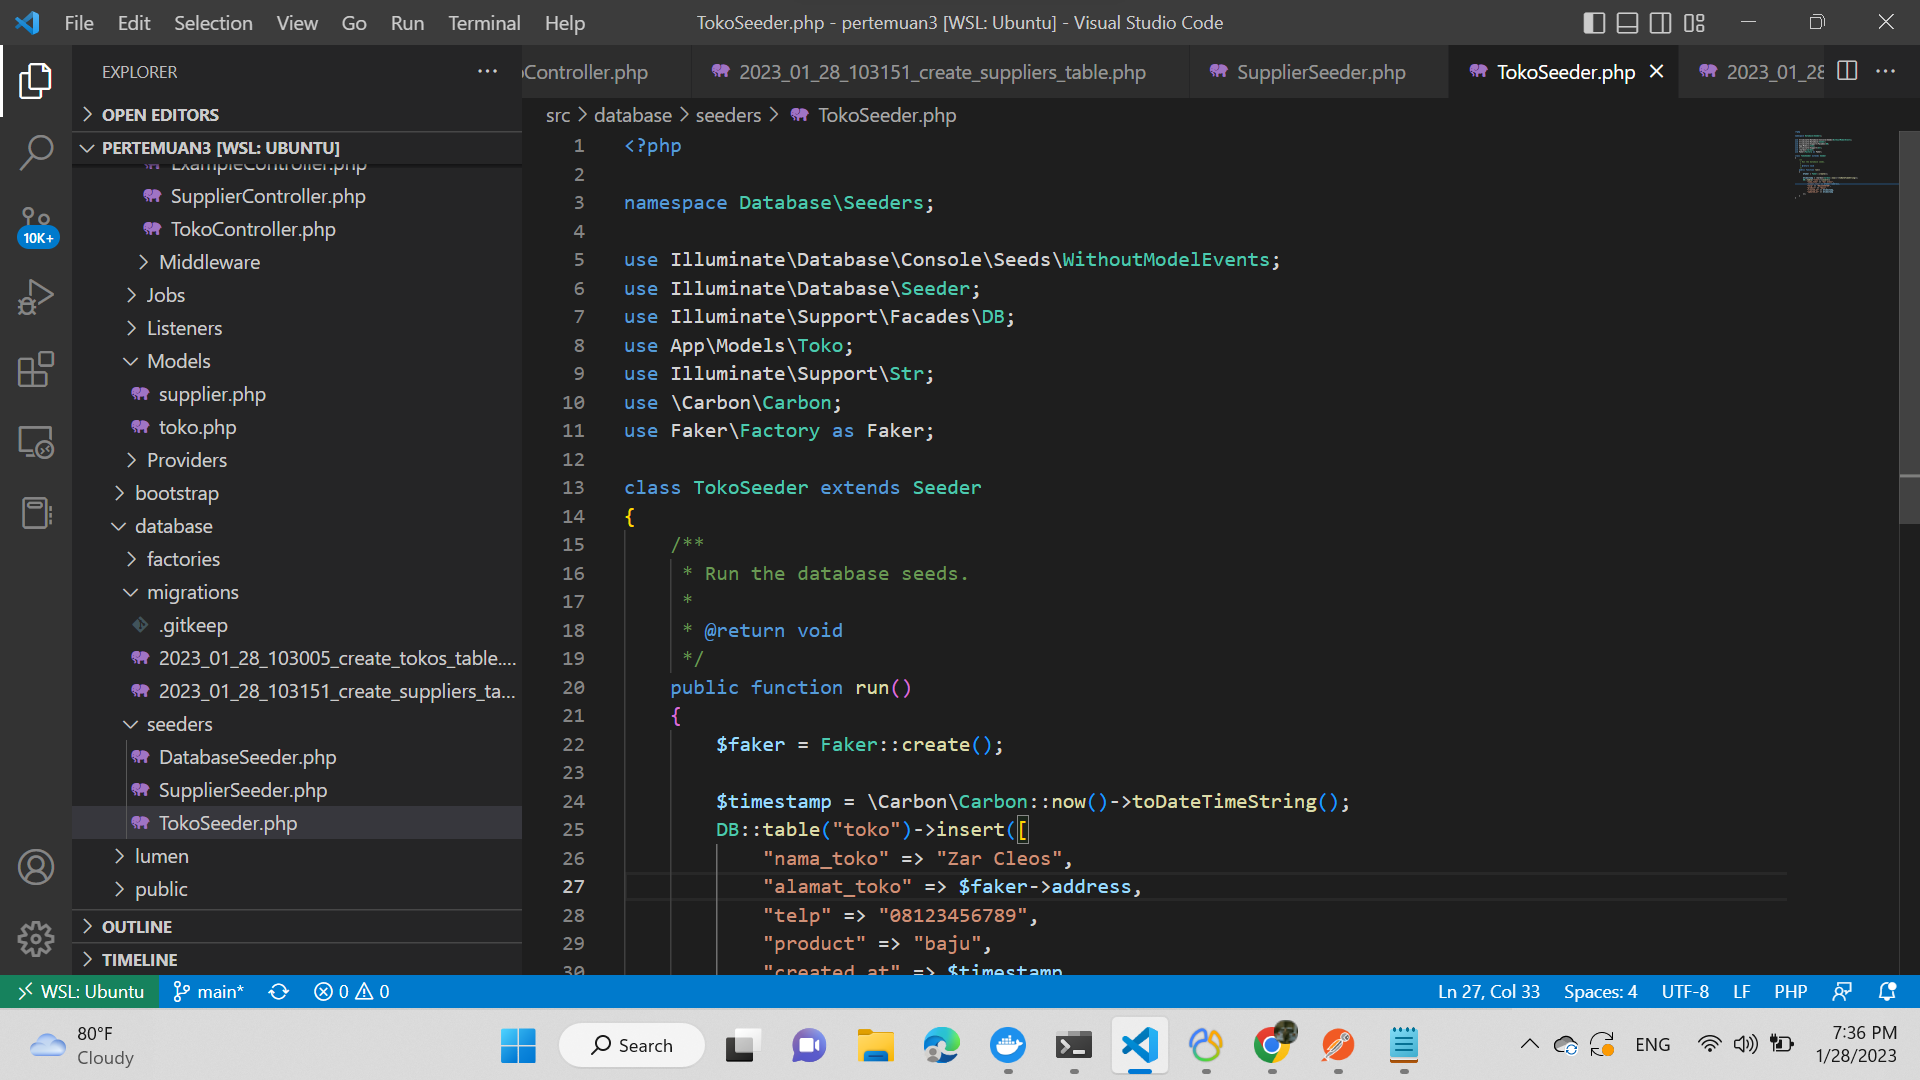 File Edit Selection View Go Run Terminal Help
TokoSeeder.php - pertemuan3 [WSL: Ubuntu] - Visual Studio Code
EXPLORER
Controller.php
2023_01_28_103151_create_suppliers_table.php
SupplierSeeder.php
TokoSeeder.php
2023_01_28
OPEN EDITORS
PERTEMUAN3 [WSL: UBUNTU]
ExampleController.php
SupplierController.php
TokoController.php
Middleware
Jobs
Listeners
Models
supplier.php
toko.php
Providers
bootstrap
database
factories
migrations
.gitkeep
2023_01_28_103005_create_tokos_table....
2023_01_28_103151_create_suppliers_ta...
seeders
DatabaseSeeder.php
SupplierSeeder.php
TokoSeeder.php
lumen
public
OUTLINE
TIMELINE
10K+
src > database > seeders > TokoSeeder.php
1 <?php
2
3 namespace Database\Seeders;
4
5 use Illuminate\Database\Console\Seeds\WithoutModelEvents;
6 use Illuminate\Database\Seeder;
7 use Illuminate\Support\Facades\DB;
8 use App\Models\Toko;
9 use Illuminate\Support\Str;
10 use \Carbon\Carbon;
11 use Faker\Factory as Faker;
12
13 class TokoSeeder extends Seeder
14 {
15 /**
16 * Run the database seeds.
17 *
18 * @return void
19 */
20 public function run()
21 {
22 $faker = Faker::create();
23
24 $timestamp = \Carbon\Carbon::now()->toDateTimeString();
25 DB::table("toko")->insert([
26 "nama_toko" => "Zar Cleos",
27 "alamat_toko" => $faker->address,
28 "telp" => "08123456789",
29 "product" => "baju",
30 "created_at" => $timestamp
WSL: Ubuntu main* 0 0
Ln 27, Col 33 Spaces: 4 UTF-8 LF PHP
80°F
Cloudy
Search
ENG
7:36 PM
1/28/2023